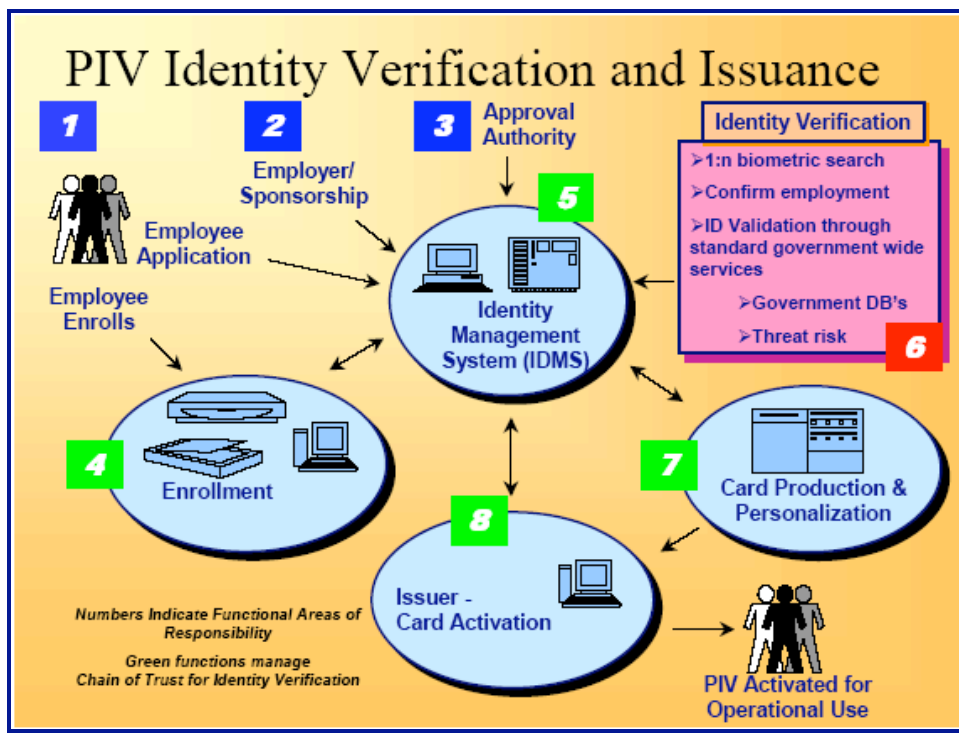 PIV Identity Verification and Issuance
1
2
3
Approval
Authority
Employer/
Sponsorship
Employee
Application
Employee
Enrolls
Identity Verification
➢1:n biometric search
➢Confirm employment
➢ID Validation through
standard government wide
services
➢Government DB's
➢Threat risk
6
5
Identity
Management
System (IDMS)
4
Enrollment
7
Card Production &
Personalization
8
Issuer -
Card Activation
Numbers Indicate Functional Areas of
Responsibility
Green functions manage
Chain of Trust for Identity Verification
PIV Activated for
Operational Use